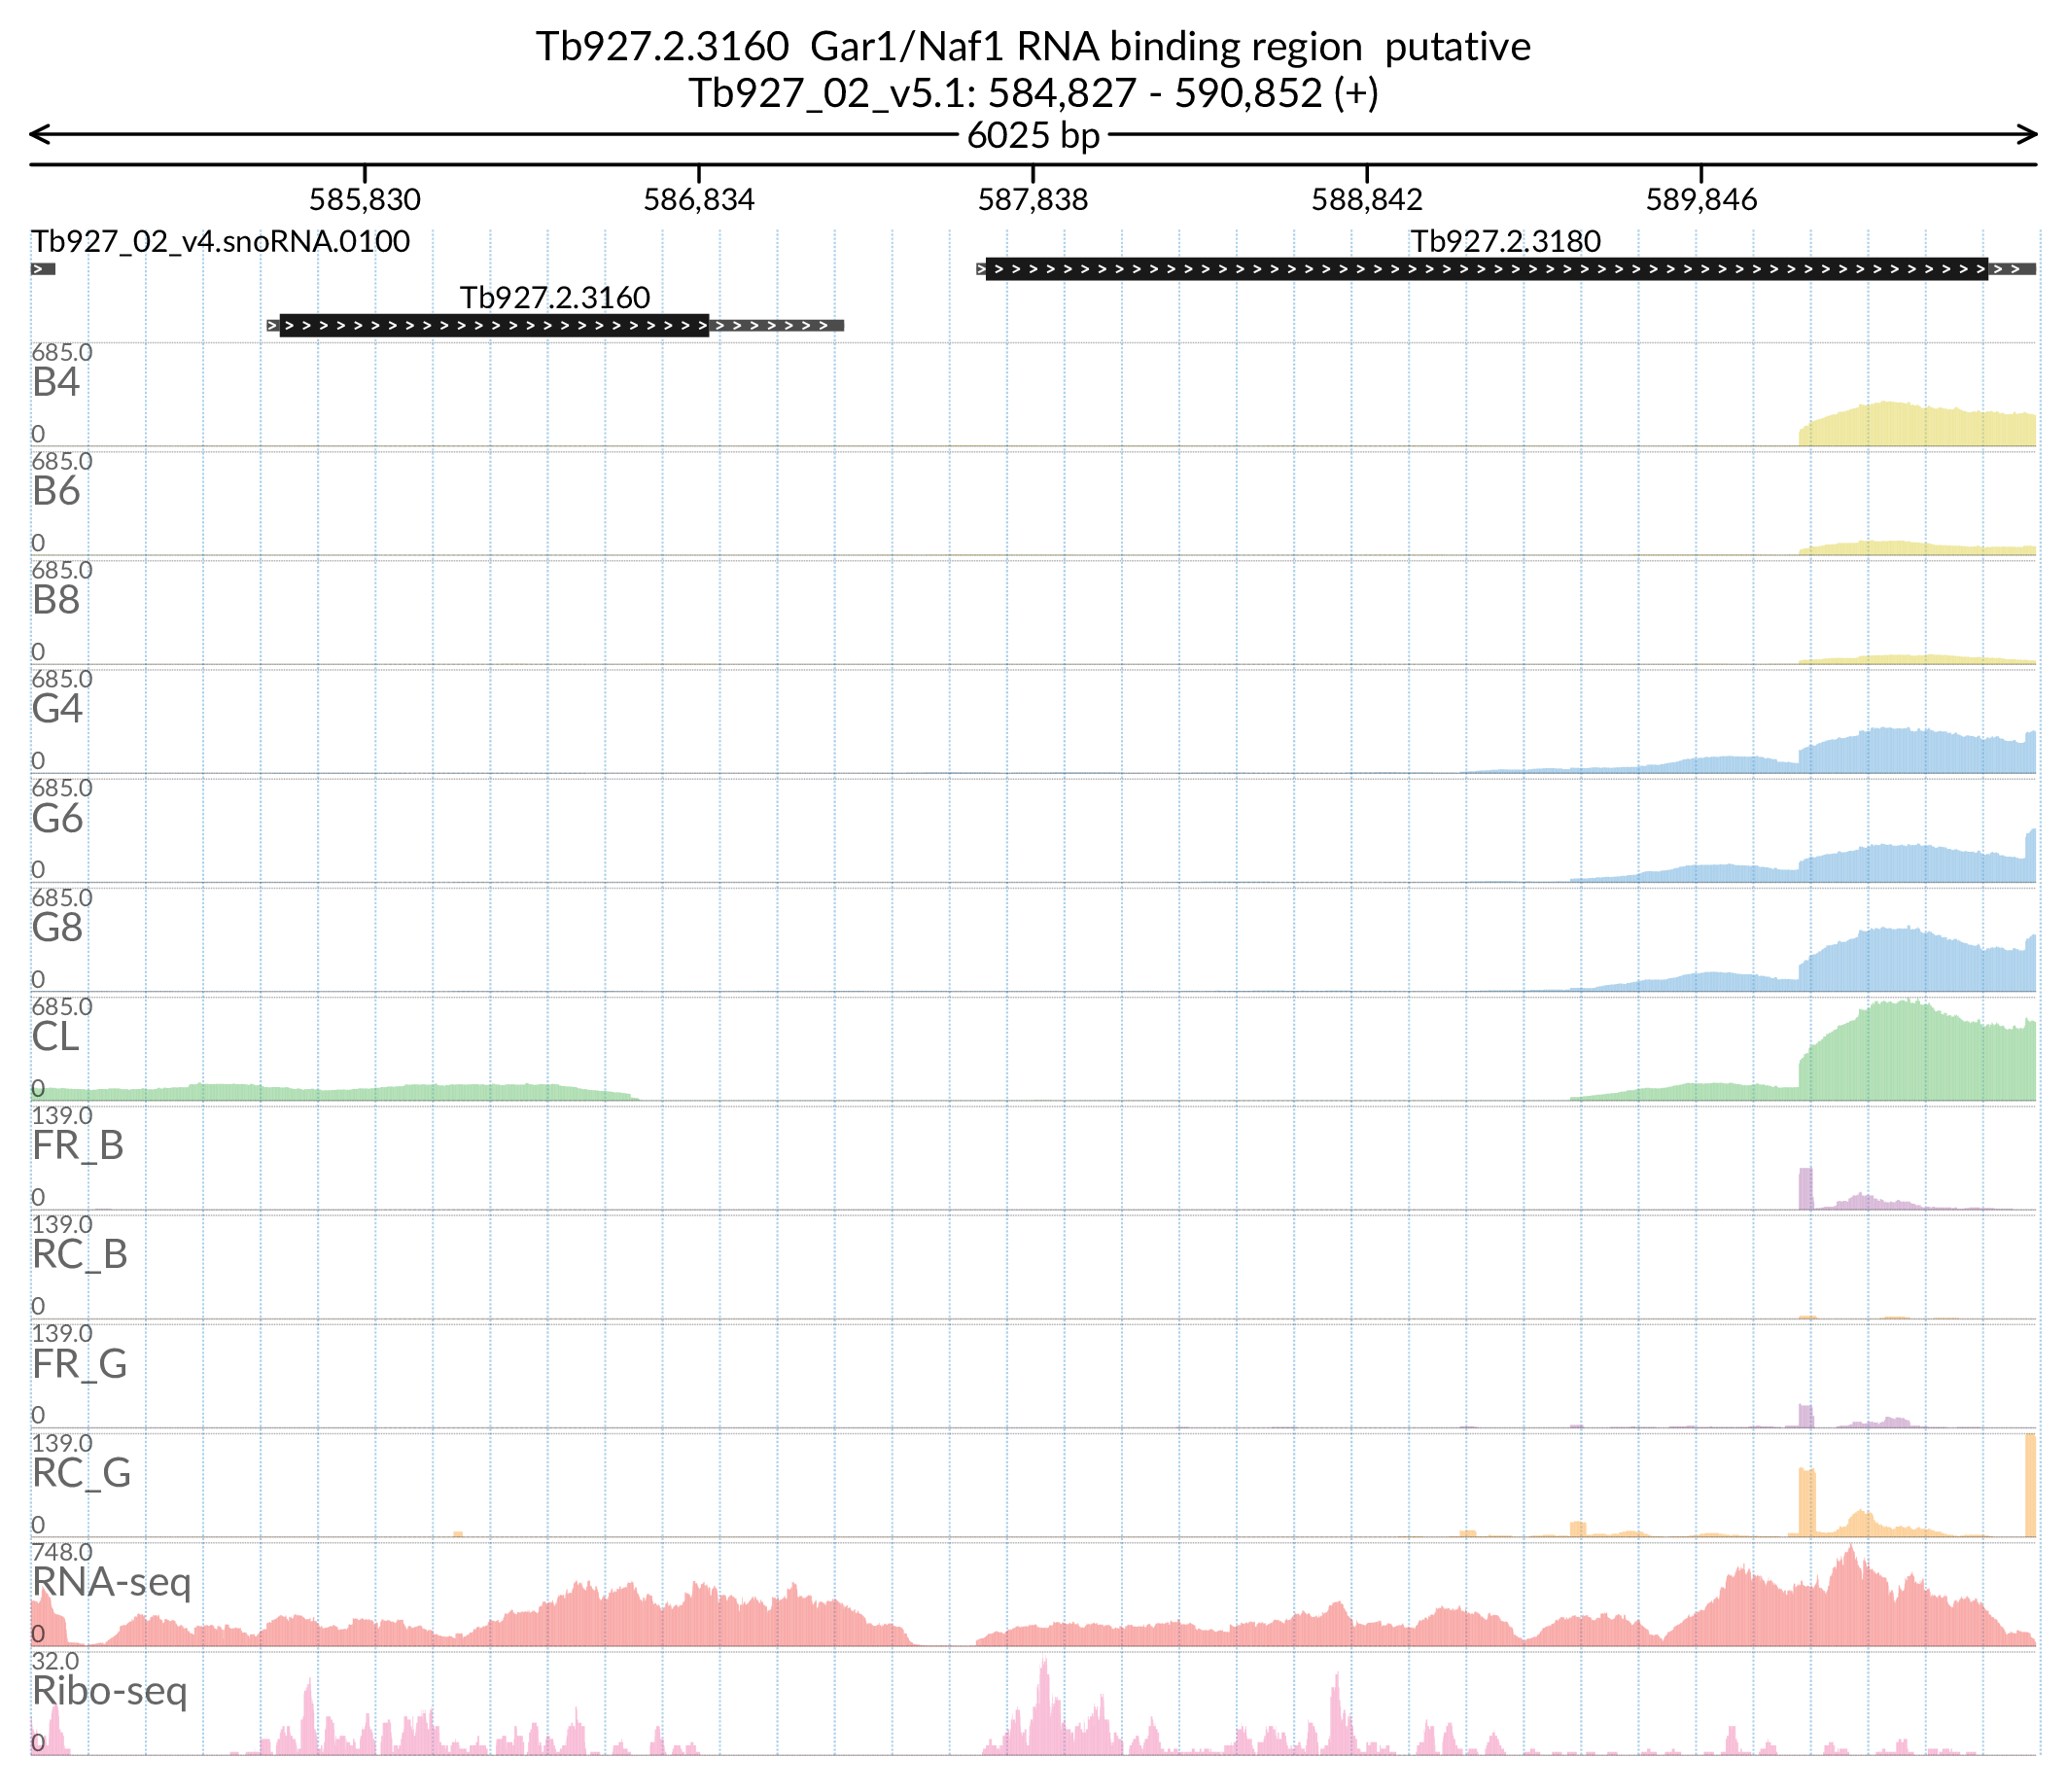 Tb927.2.3160  Gar1/Naf1 RNA binding region  putative
Tb927_02_v5.1: 584,827 - 590,852 (+)
6025 bp
585,830 586,834 587,838 588,842 589,846
Tb927_02_v4.snoRNA.0100 Tb927.2.3180
Tb927.2.3160
685.0
B4
0
685.0
B6
0
685.0
B8
0
685.0
G4
0
685.0
G6
0
685.0
G8
0
685.0
CL
0
139.0
FR_B
0
139.0
RC_B
0
139.0
FR_G
0
139.0
RC_G
0
748.0
RNA-seq
0
32.0
Ribo-seq
0